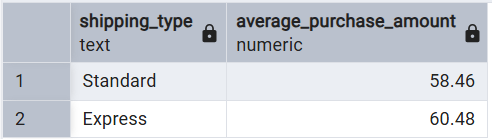 shipping_type average_purchase_amount
text numeric
1 Standard 58.46
2 Express 60.48